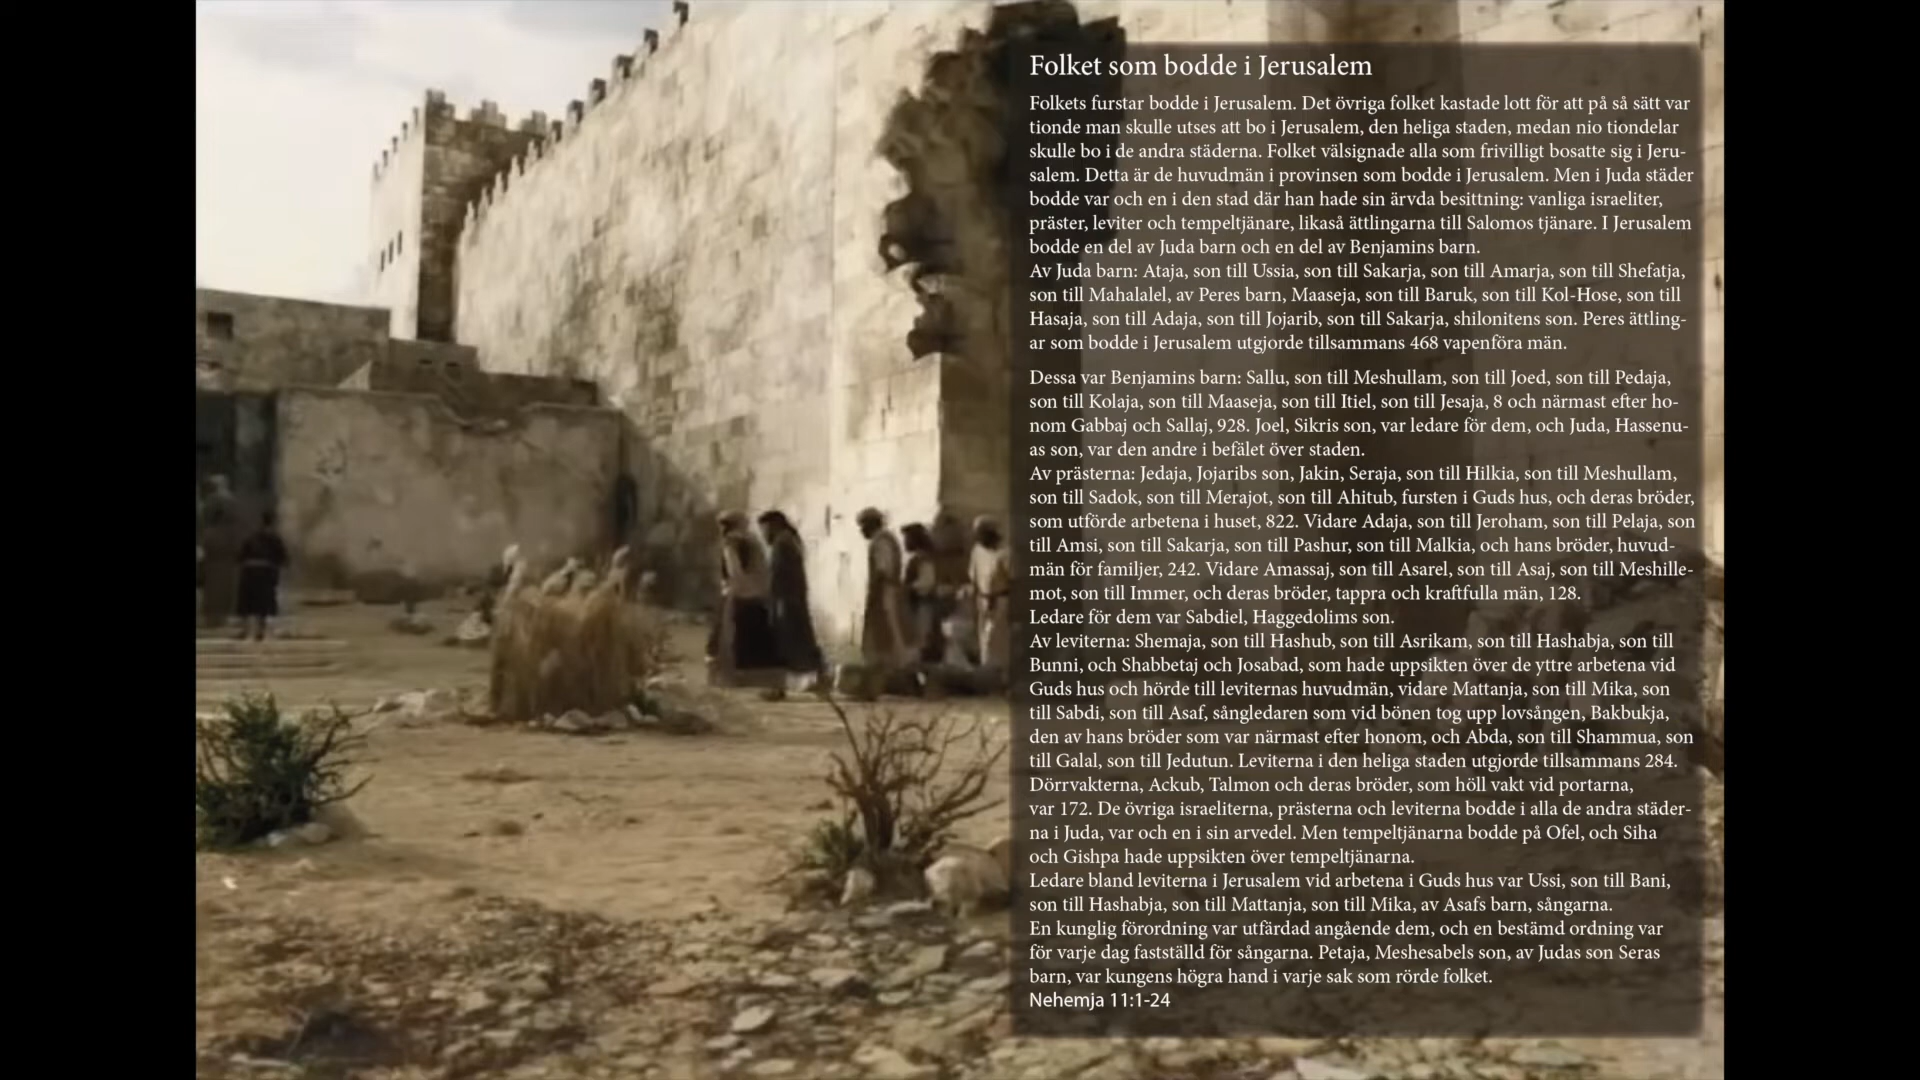 Folket som bodde i Jerusalem
Folkets furstar bodde i Jerusalem. Det övriga folket kastade lott för att på så sätt var
tionde man skulle utses att bo i Jerusalem, den heliga staden, medan nio tiondelar
skulle bo i de andra städerna. Folket välsignade alla som frivilligt bosatte sig i Jeru-
salem. Detta är de huvudmän i provinsen som bodde i Jerusalem. Men i Juda städer
bodde var och en i den stad där han hade sin ärvda besittning: vanliga israeliter,
präster, leviter och tempeltjänare, likaså ättlingarna till Salomos tjänare. I Jerusalem
bodde en del av Juda barn och en del av Benjamins barn.
Av Juda barn: Ataja, son till Ussia, son till Sakarja, son till Amarja, son till Shefatja,
son till Mahalalel, av Peres barn, Maaseja, son till Baruk, son till Kol-Hose, son till
Hasaja, son till Adaja, son till Jojarib, son till Sakarja, shilonitens son. Peres ättling-
ar som bodde i Jerusalem utgjorde tillsammans 468 vapenföra män.
Dessa var Benjamins barn: Sallu, son till Meshullam, son till Joed, son till Pedaja,
son till Kolaja, son till Maaseja, son till Itiel, son till Jesaja, 8 och närmast efter ho-
nom Gabbaj och Sallaj, 928. Joel, Sikris son, var ledare för dem, och Juda, Hassenu-
as son, var den andre i befälet över staden.
Av prästerna: Jedaja, Jojaribs son, Jakin, Seraja, son till Hilkia, son till Meshullam,
son till Sadok, son till Merajot, son till Ahitub, fursten i Guds hus, och deras bröder,
som utförde arbetena i huset, 822. Vidare Adaja, son till Jeroham, son till Pelaja, son
till Amsi, son till Sakarja, son till Pashur, son till Malkia, och hans bröder, huvud-
män för familjer, 242. Vidare Amassaj, son till Asarel, son till Asaj, son till Meshille-
mot, son till Immer, och deras bröder, tappra och kraftfulla män, 128.
Ledare för dem var Sabdiel, Haggedolims son.
Av leviterna: Shemaja, son till Hashub, son till Asrikam, son till Hashabja, son till
Bunni, och Shabbetaj och Josabad, som hade uppsikten över de yttre arbetena vid
Guds hus och hörde till leviternas huvudmän, vidare Mattanja, son till Mika, son
till Sabdi, son till Asaf, sångledaren som vid bönen tog upp lovsången, Bakbukja,
den av hans bröder som var närmast efter honom, och Abda, son till Shammua, son
till Galal, son till Jedutun. Leviterna i den heliga staden utgjorde tillsammans 284.
Dörrvakterna, Ackub, Talmon och deras bröder, som höll vakt vid portarna,
var 172. De övriga israeliterna, prästerna och leviterna bodde i alla de andra städer-
na i Juda, var och en i sin arvedel. Men tempeltjänarna bodde på Ofel, och Siha
och Gishpa hade uppsikten över tempeltjänarna.
Ledare bland leviterna i Jerusalem vid arbetena i Guds hus var Ussi, son till Bani,
son till Hashabja, son till Mattanja, son till Mika, av Asafs barn, sångarna.
En kunglig förordning var utfärdad angående dem, och en bestämd ordning var
för varje dag fastställd för sångarna. Petaja, Meshesabels son, av Judas son Seras
barn, var kungens högra hand i varje sak som rörde folket.
Nehemja 11:1-24